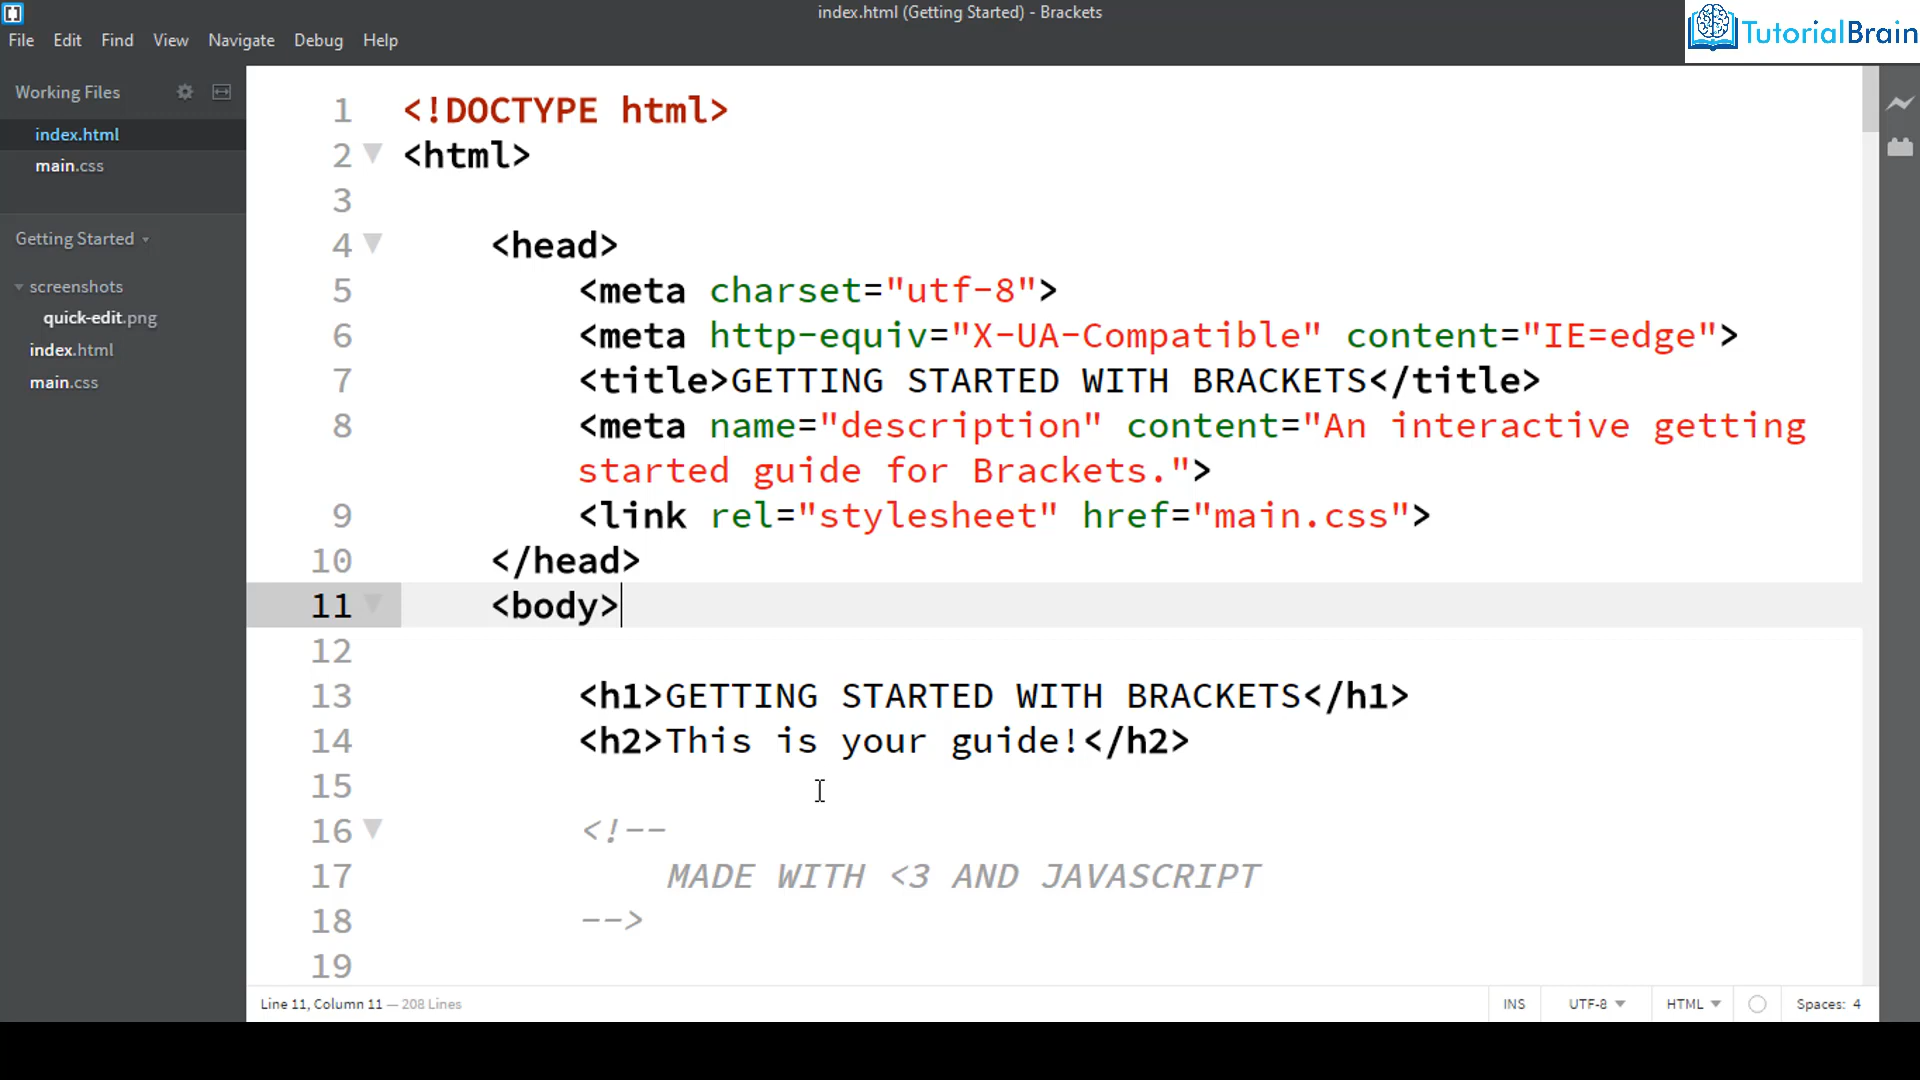 index.html (Getting Started) - Brackets
TutorialBrain
File Edit Find View Navigate Debug Help
Working Files
index.html
main.css
Getting Started
screenshots
quick-edit.png
index.html
main.css
1 <!DOCTYPE html>
2 <html>
3
4 <head>
5 <meta charset="utf-8">
6 <meta http-equiv="X-UA-Compatible" content="IE=edge">
7 <title>GETTING STARTED WITH BRACKETS</title>
8 <meta name="description" content="An interactive getting
started guide for Brackets.">
9 <link rel="stylesheet" href="main.css">
10 </head>
11 <body>
12
13 <h1>GETTING STARTED WITH BRACKETS</h1>
14 <h2>This is your guide!</h2>
15
16 <!--
17 MADE WITH <3 AND JAVASCRIPT
18 -->
19
Line 11, Column 11 — 208 Lines
INS UTF-8 HTML Spaces: 4